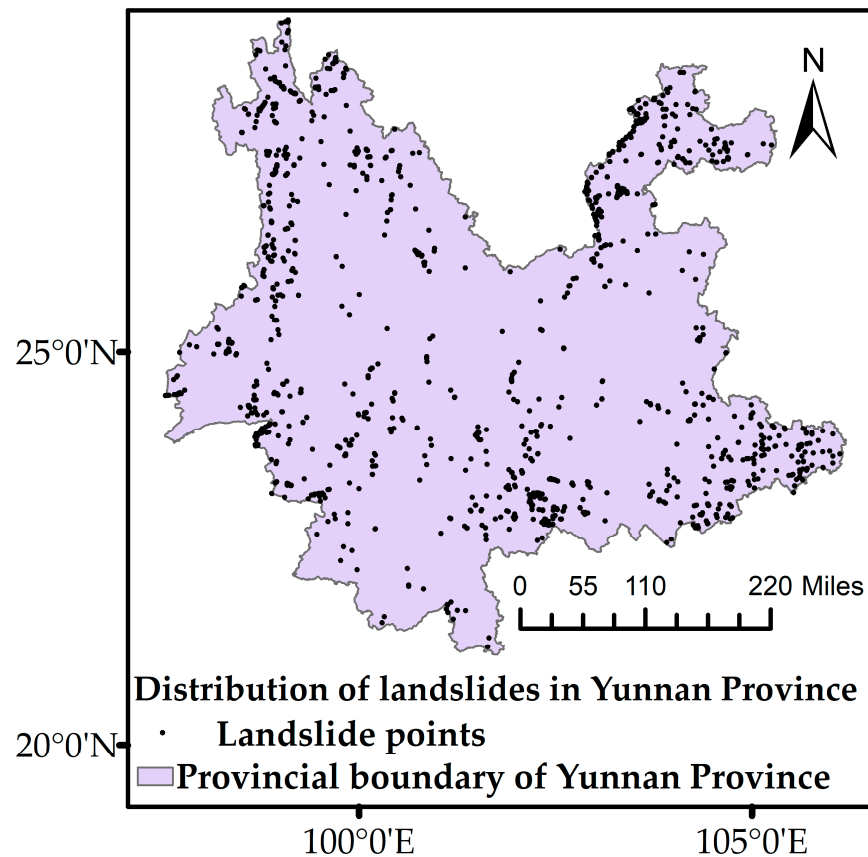 N
25°0'N
0 55 110 220 Miles
Distribution of landslides in Yunnan Province
Landslide points
20°0'N
Provincial boundary of Yunnan Province
100°0'E 105°0'E